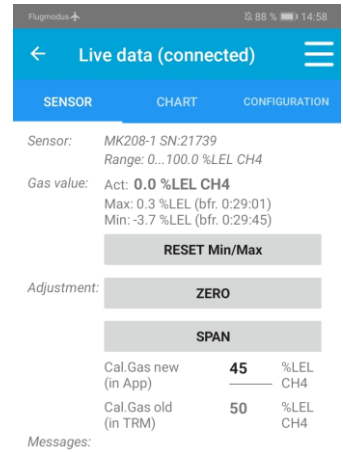 Flugmodus 88 % 14:58
Live data (connected)
SENSOR CHART CONFIGURATION
Sensor: MK208-1 SN:21739
Range: 0...100.0 %LEL CH4
Gas value: Act: 0.0 %LEL CH4
Max: 0.3 %LEL (bfr. 0:29:01)
Min: -3.7 %LEL (bfr. 0:29:45)
RESET Min/Max
Adjustment: ZERO
SPAN
Cal.Gas new 45 %LEL
(in App) CH4
Cal.Gas old 50 %LEL
(in TRM) CH4
Messages: